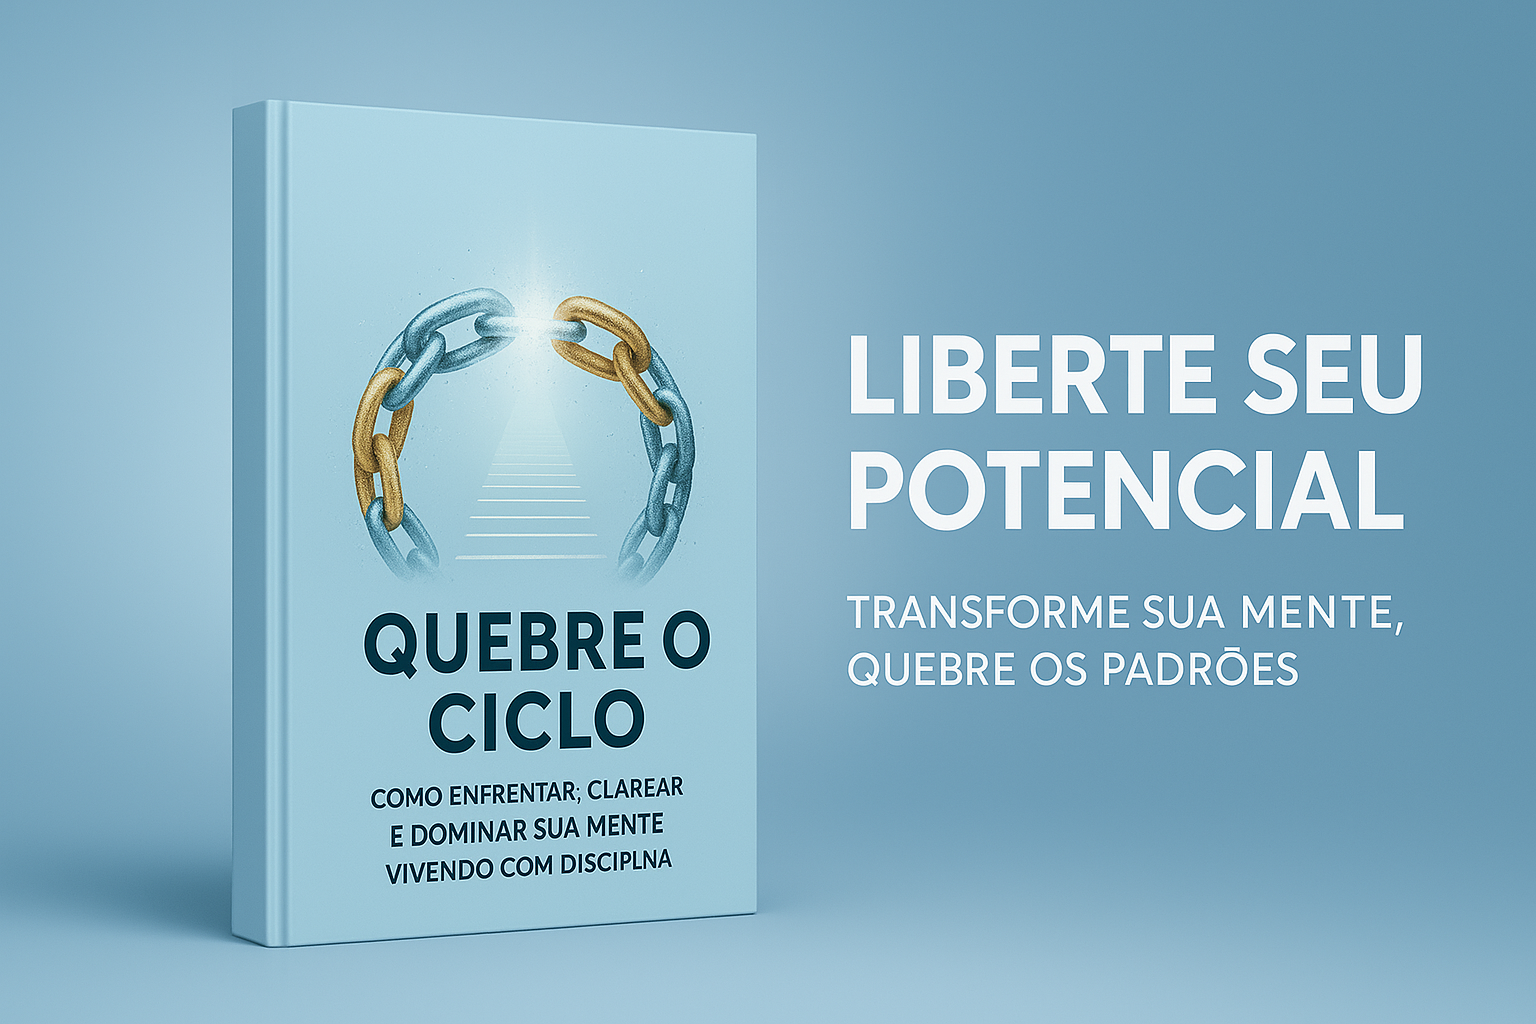 QUEBRE O
CICLO
COMO ENFRENTAR; CLAREAR
E DOMINAR SUA MENTE
VIVENDO COM DISCIPLNA
LIBERTE SEU
POTENCIAL
TRANSFORME SUA MENTE,
QUEBRE OS PADRÕES